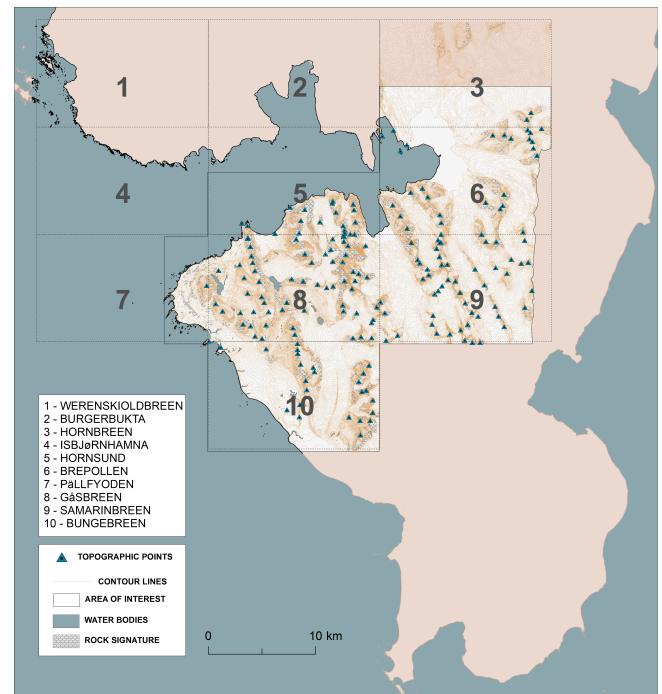 1
2
3
4
5
6
7
8
9
10
1 - WERENSKIOLDBREEN
2 - BURGERBUKTA
3 - HORNBREEN
4 - ISBJøRNHAMNA
5 - HORNSUND
6 - BREPOLLEN
7 - PäLLFYODEN
8 - GåSBREEN
9 - SAMARINBREEN
10 - BUNGEBREEN
TOPOGRAPHIC POINTS
CONTOUR LINES
AREA OF INTEREST
WATER BODIES
ROCK SIGNATURE
0 10 km